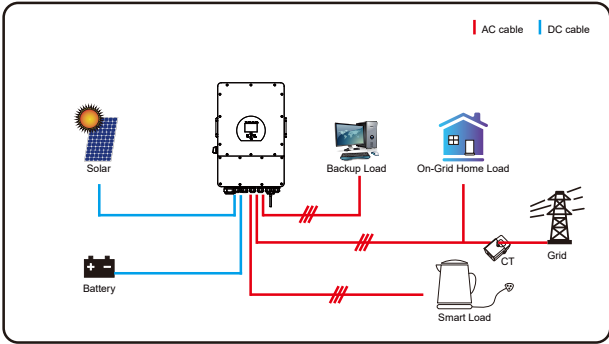 AC cable
DC cable
Solar
Backup Load
On-Grid Home Load
Grid
CT
Battery
Smart Load